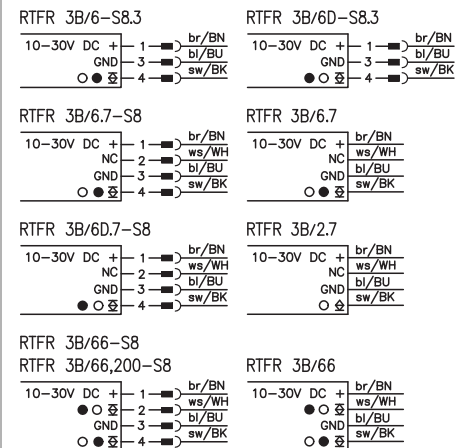 RTFR 3B/6-S8.3
10-30V DC + 1 br/BN
GND 3 bl/BU
4 sw/BK
RTFR 3B/6D-S8.3
10-30V DC + 1 br/BN
GND 3 bl/BU
4 sw/BK
RTFR 3B/6.7-S8
10-30V DC + 1 br/BN
NC 2 ws/WH
GND 3 bl/BU
4 sw/BK
RTFR 3B/6.7
10-30V DC + br/BN
NC ws/WH
GND bl/BU
sw/BK
RTFR 3B/6D.7-S8
10-30V DC + 1 br/BN
NC 2 ws/WH
GND 3 bl/BU
4 sw/BK
RTFR 3B/2.7
10-30V DC + br/BN
NC ws/WH
GND bl/BU
sw/BK
RTFR 3B/66-S8
RTFR 3B/66,200-S8
10-30V DC + 1 br/BN
2 ws/WH
GND 3 bl/BU
4 sw/BK
RTFR 3B/66
10-30V DC + br/BN
ws/WH
GND bl/BU
sw/BK